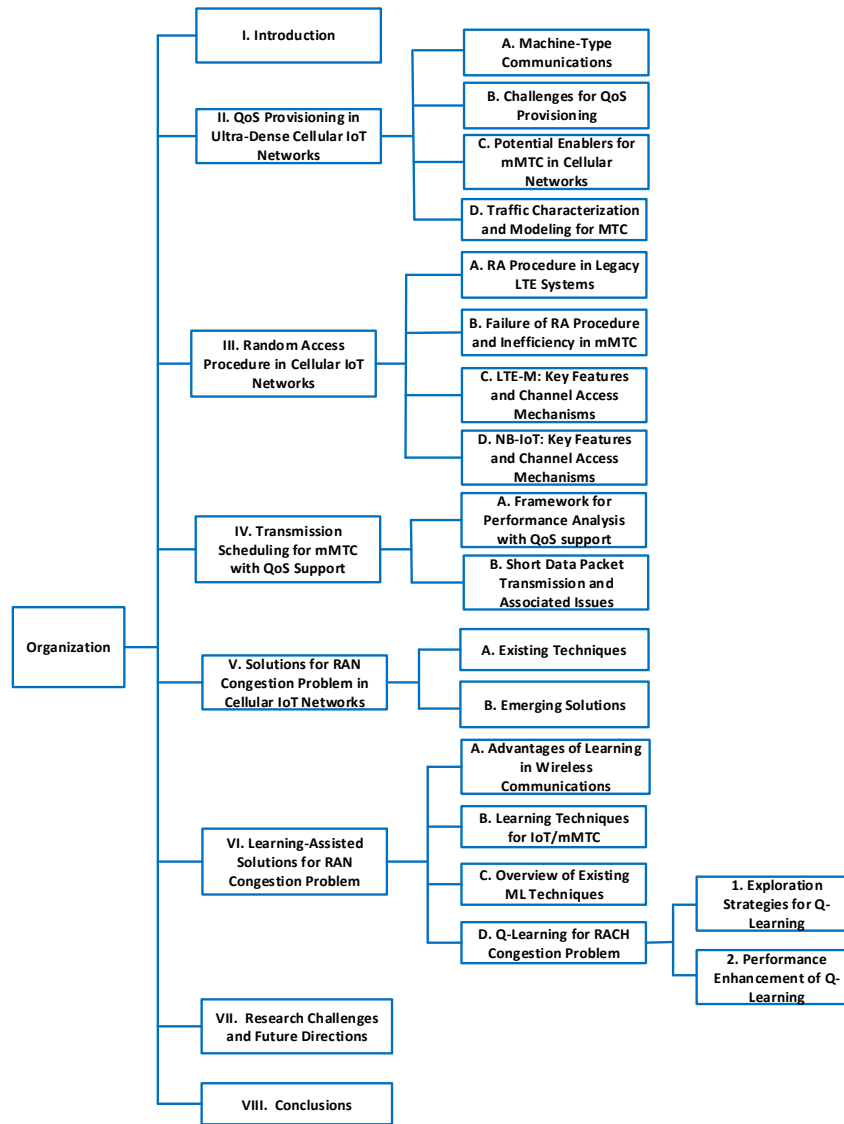 I. Introduction
II. QoS Provisioning in
Ultra-Dense Cellular IoT
Networks
A. Machine-Type
Communications
B. Challenges for QoS
Provisioning
C. Potential Enablers for
mMTC in Cellular
Networks
D. Traffic Characterization
and Modeling for MTC
III. Random Access
Procedure in Cellular IoT
Networks
A. RA Procedure in Legacy
LTE Systems
B. Failure of RA Procedure
and Inefficiency in mMTC
C. LTE-M: Key Features
and Channel Access
Mechanisms
D. NB-IoT: Key Features
and Channel Access
Mechanisms
IV. Transmission
Scheduling for mMTC
with QoS Support
A. Framework for
Performance Analysis
with QoS support
B. Short Data Packet
Transmission and
Associated Issues
Organization
V. Solutions for RAN
Congestion Problem in
Cellular IoT Networks
A. Existing Techniques
B. Emerging Solutions
VI. Learning-Assisted
Solutions for RAN
Congestion Problem
A. Advantages of Learning
in Wireless
Communications
B. Learning Techniques
for IoT/mMTC
C. Overview of Existing
ML Techniques
D. Q-Learning for RACH
Congestion Problem
1. Exploration
Strategies for Q-
Learning
2. Performance
Enhancement of Q-
Learning
VII. Research Challenges
and Future Directions
VIII. Conclusions